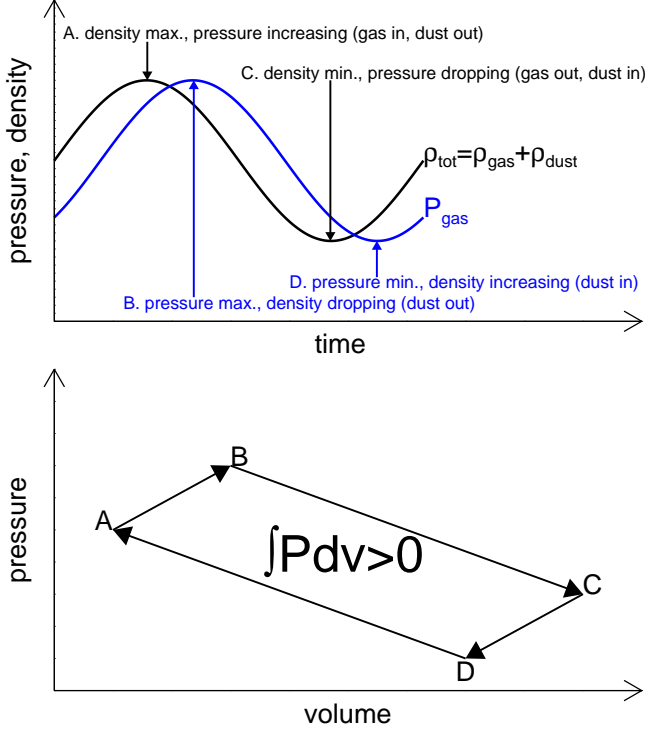 A. density max., pressure increasing (gas in, dust out)
C. density min., pressure dropping (gas out, dust in)
pressure, density
ρtot=ρgas+ρdust
Pgas
D. pressure min., density increasing (dust in)
B. pressure max., density dropping (dust out)
time
pressure
B
A
∫Pdv>0
C
D
volume